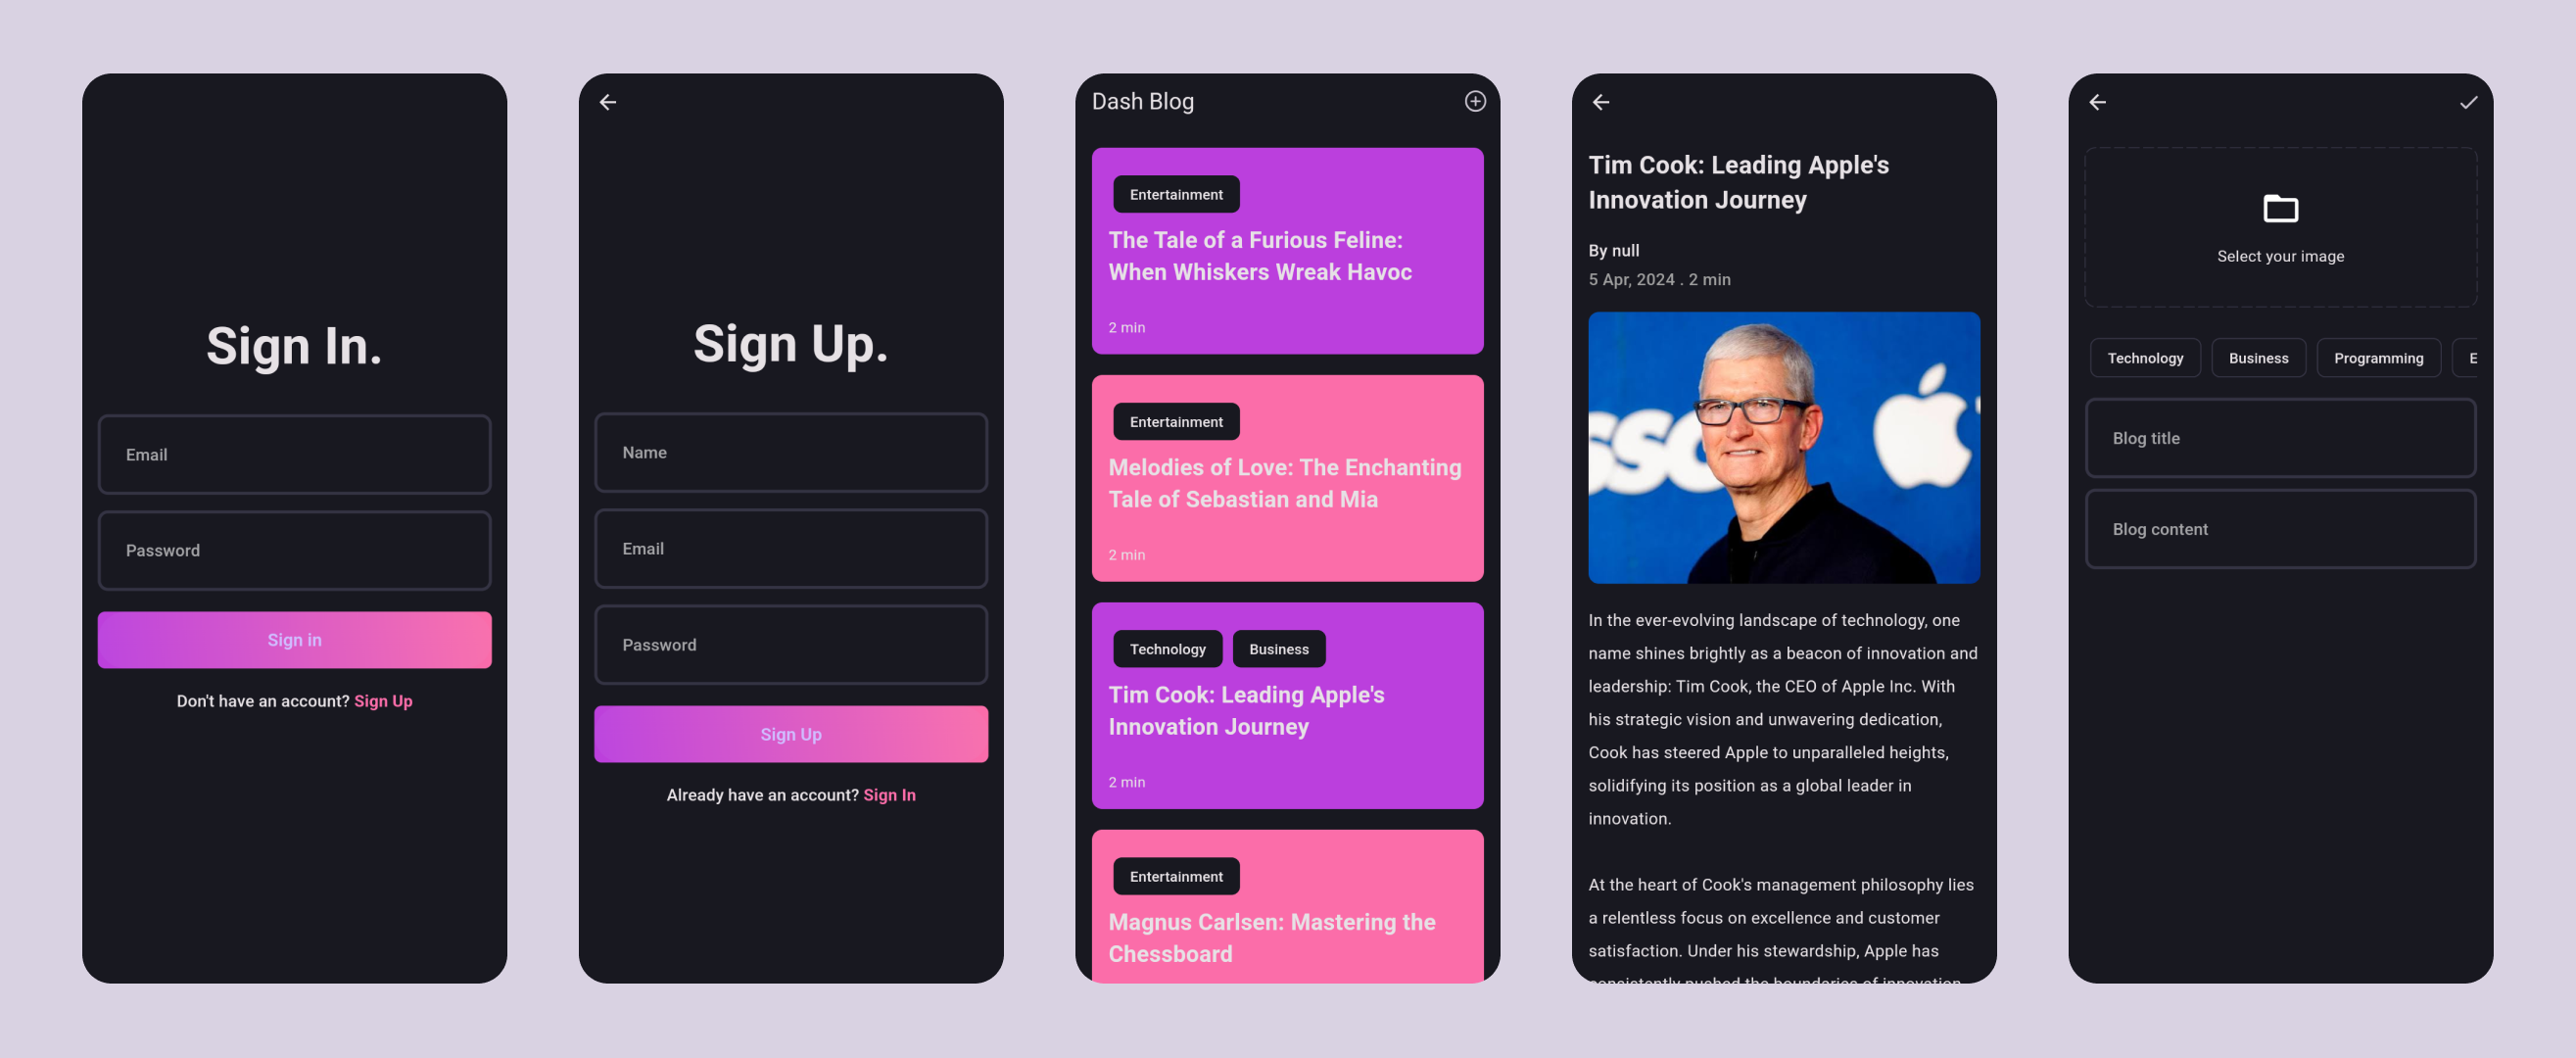 Sign In.
Email
Password
Sign in
Don't have an account? Sign Up
Sign Up.
Name
Email
Password
Sign Up
Already have an account? Sign In
Dash Blog
Entertainment
The Tale of a Furious Feline:
When Whiskers Wreak Havoc
2 min
Entertainment
Melodies of Love: The Enchanting
Tale of Sebastian and Mia
2 min
Technology Business
Tim Cook: Leading Apple's
Innovation Journey
2 min
Entertainment
Magnus Carlsen: Mastering the
Chessboard
Tim Cook: Leading Apple's
Innovation Journey
By null
5 Apr, 2024 . 2 min
In the ever-evolving landscape of technology, one
name shines brightly as a beacon of innovation and
leadership: Tim Cook, the CEO of Apple Inc. With
his strategic vision and unwavering dedication,
Cook has steered Apple to unparalleled heights,
solidifying its position as a global leader in
innovation.
At the heart of Cook's management philosophy lies
a relentless focus on excellence and customer
satisfaction. Under his stewardship, Apple has
consistently pushed the boundaries of innovation
Select your image
Technology Business Programming E
Blog title
Blog content